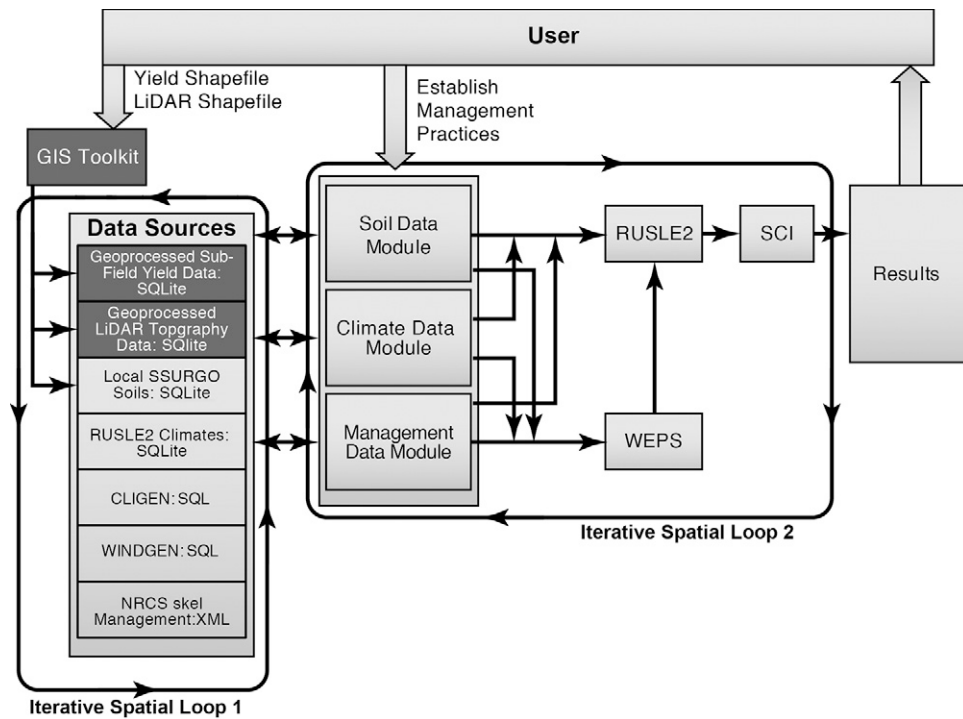 User
Yield Shapefile
LiDAR Shapefile
Establish
Management
Practices
GIS Toolkit
Data Sources
Geoprocessed Sub-
Field Yield Data:
SQLite
Geoprocessed
LiDAR Topography
Data: SQlite
Local SSURGO
Soils: SQLite
RUSLE2 Climates:
SQLite
CLIGEN:SQL
WINDGEN:SQL
NRCS skel
Management:XML
Iterative Spatial Loop 1
Soil Data
Module
Climate Data
Module
Management
Data Module
RUSLE2
SCI
WEPS
Results
Iterative Spatial Loop 2